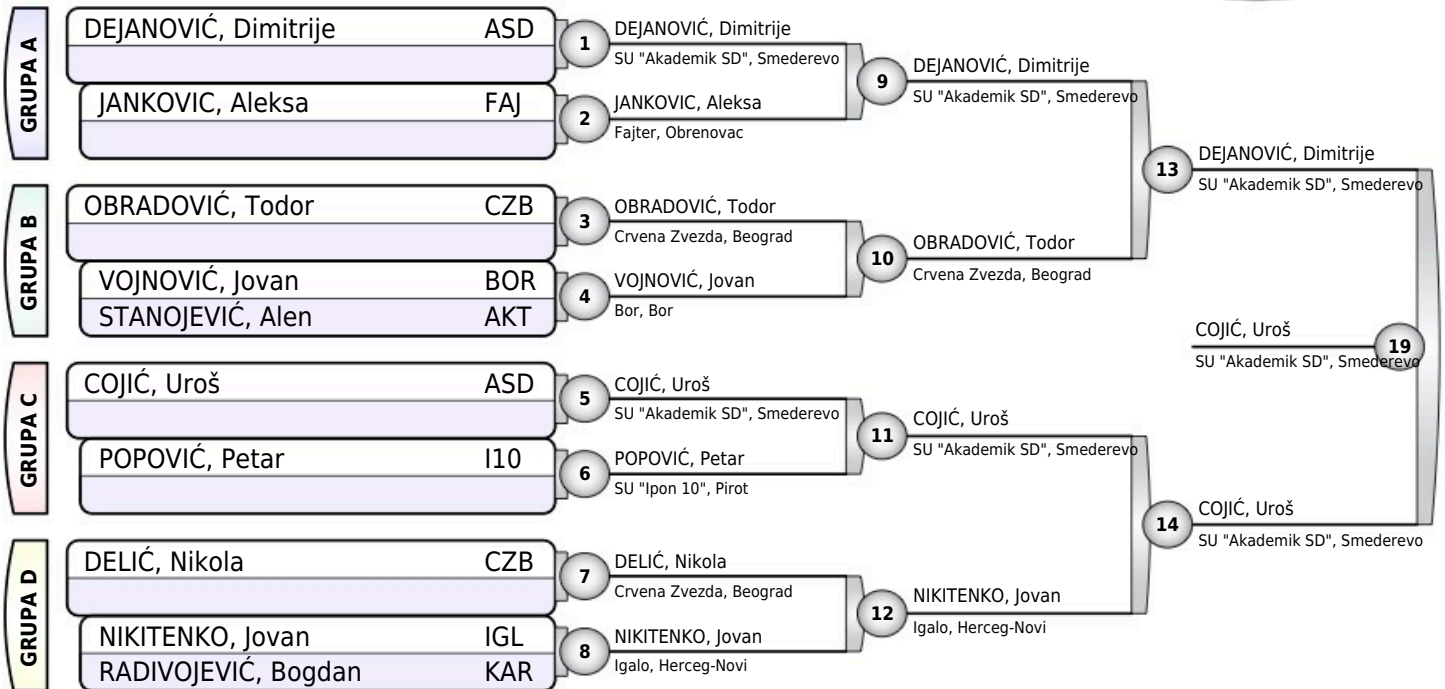 GRUPA A
DEJANOVIĆ, Dimitrije ASD
JANKOVIC, Aleksa FAJ
1
DEJANOVIĆ, Dimitrije
SU "Akademik SD", Smederevo
2
JANKOVIC, Aleksa
Fajter, Obrenovac
9
DEJANOVIĆ, Dimitrije
SU "Akademik SD", Smederevo
GRUPA B
OBRADOVIĆ, Todor CZB
VOJNOVIĆ, Jovan BOR
STANOJEVIĆ, Alen AKT
3
OBRADOVIĆ, Todor
Crvena Zvezda, Beograd
4
VOJNOVIĆ, Jovan
Bor, Bor
10
OBRADOVIĆ, Todor
Crvena Zvezda, Beograd
13
DEJANOVIĆ, Dimitrije
SU "Akademik SD", Smederevo
GRUPA C
COJIĆ, Uroš ASD
POPOVIĆ, Petar I10
5
COJIĆ, Uroš
SU "Akademik SD", Smederevo
6
POPOVIĆ, Petar
SU "Ipon 10", Pirot
11
COJIĆ, Uroš
SU "Akademik SD", Smederevo
GRUPA D
DELIĆ, Nikola CZB
NIKITENKO, Jovan IGL
RADIVOJEVIĆ, Bogdan KAR
7
DELIĆ, Nikola
Crvena Zvezda, Beograd
8
NIKITENKO, Jovan
Igalo, Herceg-Novi
12
NIKITENKO, Jovan
Igalo, Herceg-Novi
14
COJIĆ, Uroš
SU "Akademik SD", Smederevo
COJIĆ, Uroš
SU "Akademik SD", Smederevo
19